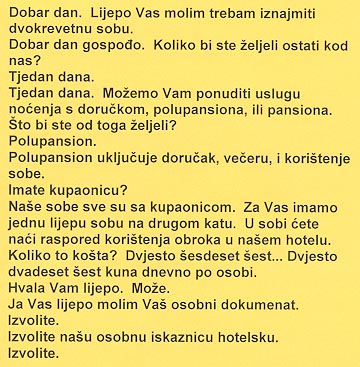 Dobar dan.  Lijepo Vas molim trebam iznajmiti
dvokrevetnu sobu.
Dobar dan gospođo.  Koliko bi ste željeli ostati kod
nas?
Tjedan dana.
Tjedan dana.  Možemo Vam ponuditi uslugu
noćenja s doručkom, polupansiona, ili pansiona.
Što bi ste od toga željeli?
Polupansion.
Polupansion uključuje doručak, večeru, i korištenje
sobe.
Imate kupaonicu?
Naše sobe sve su sa kupaonicom.  Za Vas imamo
jednu lijepu sobu na drugom katu.  U sobi ćete
naći raspored korištenja obroka u našem hotelu.
Koliko to košta?  Dvjesto šesdeset šest... Dvjesto
dvadeset šest kuna dnevno po osobi.
Hvala Vam lijepo.  Može.
Ja Vas lijepo molim Vaš osobni dokumenat.
Izvolite.
Izvolite našu osobnu iskaznicu hotelsku.
Izvolite.